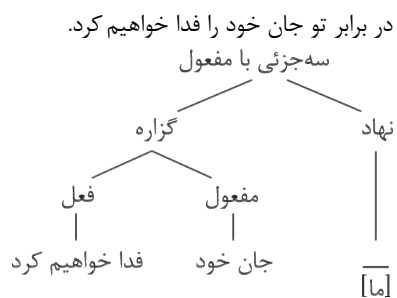 در برابر تو جان خود را فدا خواهیم کرد.
سه‌جزئی با مفعول
نهاد گزاره
مفعول فعل
[ما] جان خود فدا خواهیم کرد